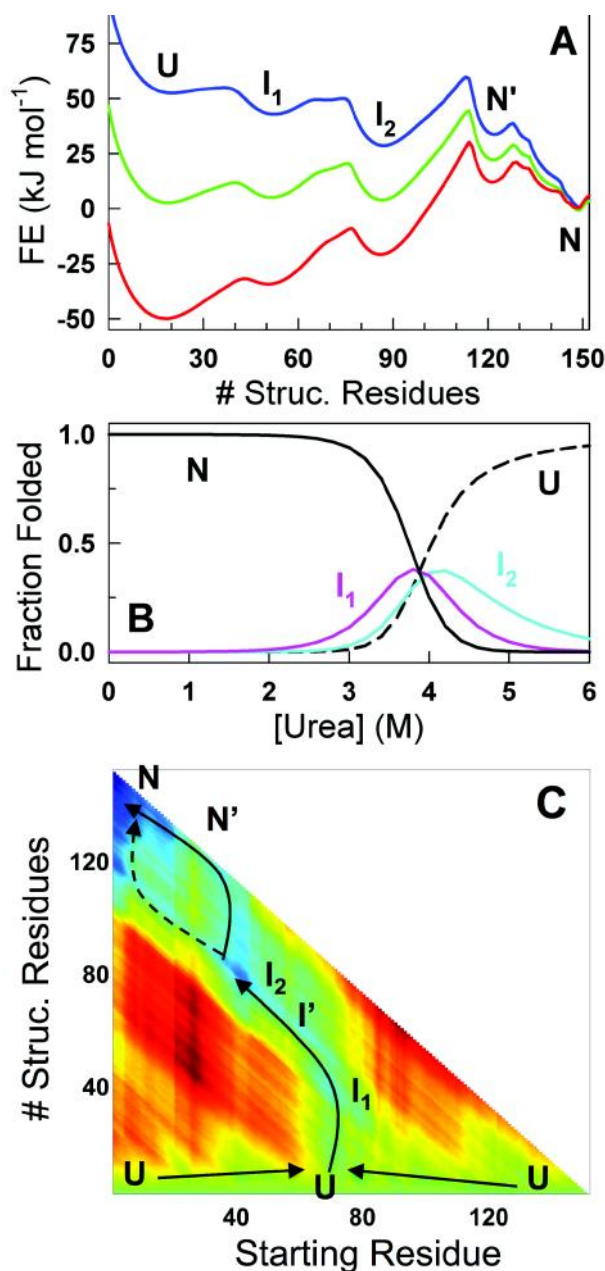 A
U
I1
I2
N'
N
FE (kJ mol-1)
75
50
25
0
-25
-50
0 30 60 90 120 150
# Struc. Residues
B
N
U
I1
I2
Fraction Folded
1.0
0.5
0.0
0 1 2 3 4 5 6
[Urea] (M)
C
N
N'
I2
I'
I1
U
U
U
# Struc. Residues
120
80
40
40 80 120
Starting Residue